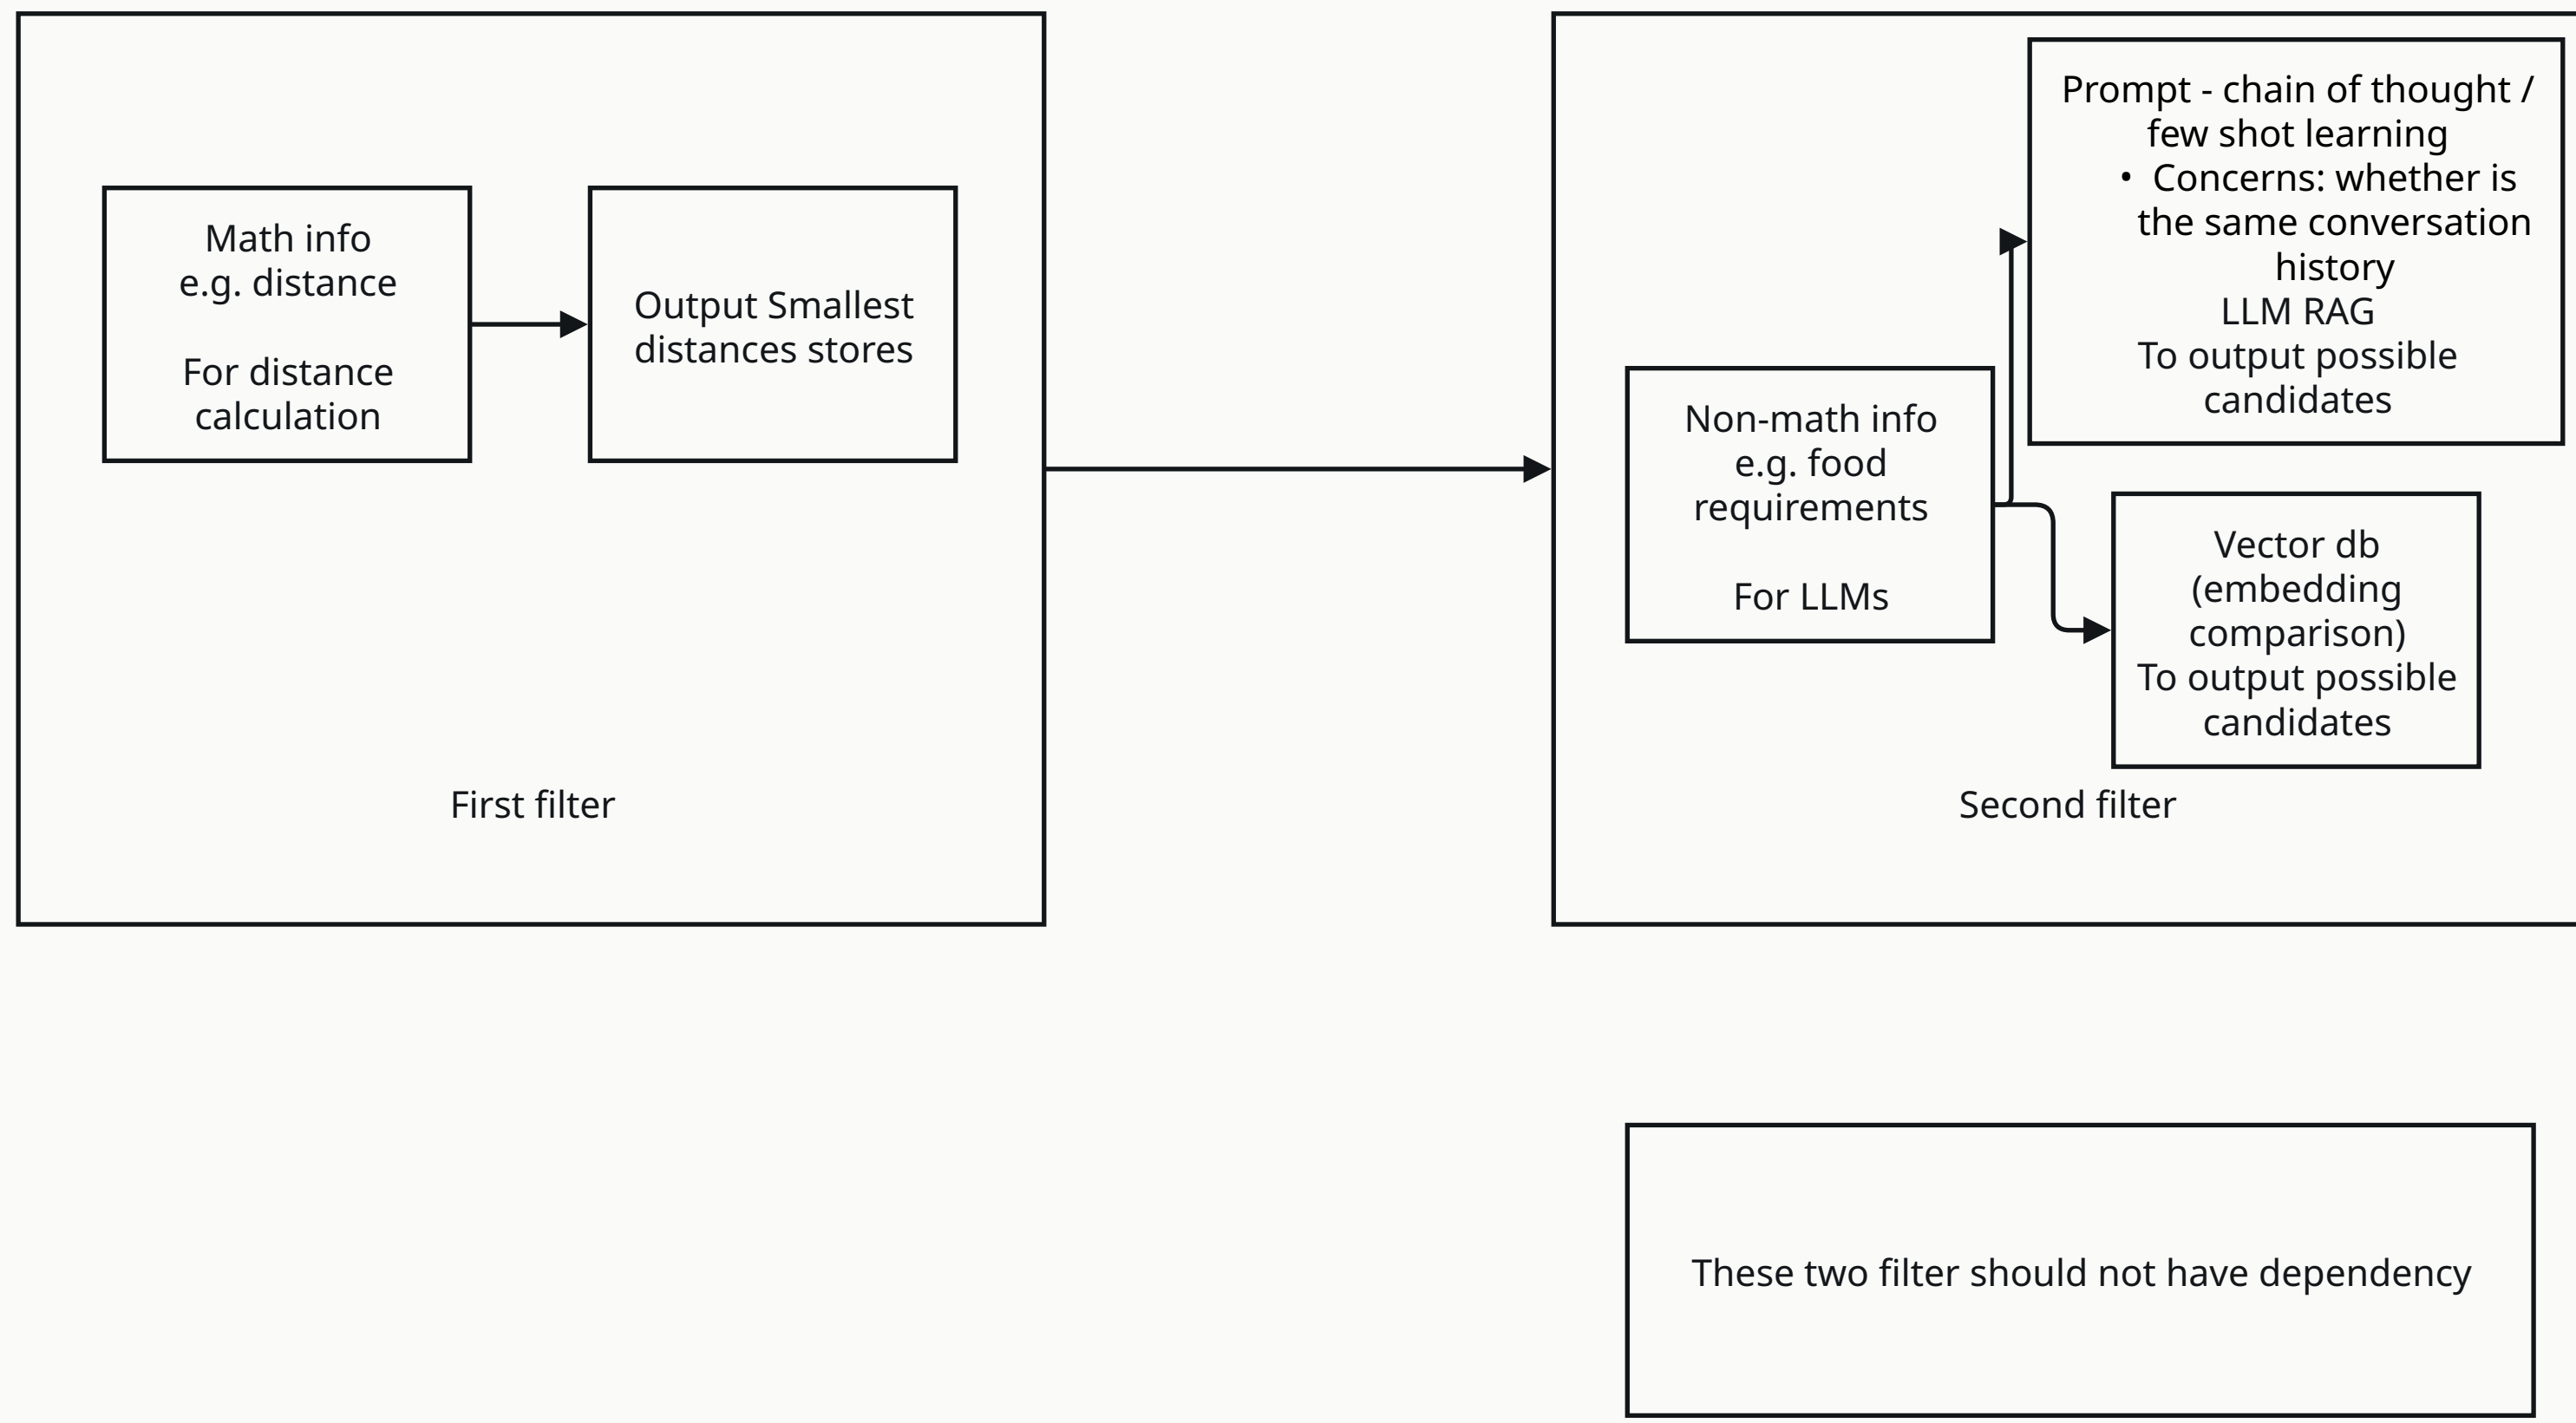 Math info
e.g. distance
For distance
calculation
Output Smallest
distances stores
First filter
Prompt - chain of thought /
few shot learning
• Concerns: whether is
the same conversation
history
LLM RAG
To output possible
candidates
Non-math info
e.g. food
requirements
For LLMs
Vector db
(embedding
comparison)
To output possible
candidates
Second filter
These two filter should not have dependency